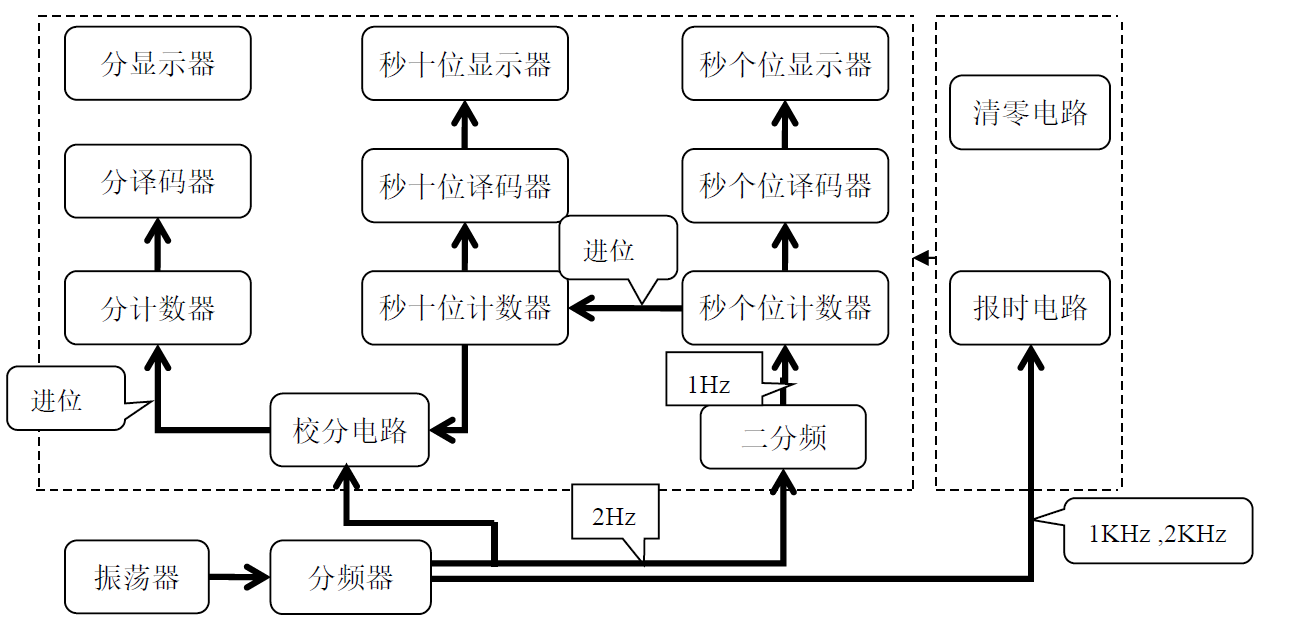 分显示器
秒十位显示器
秒个位显示器
清零电路
分译码器
秒十位译码器
秒个位译码器
进位
分计数器
秒十位计数器
秒个位计数器
报时电路
1Hz
进位
校分电路
二分频
2Hz
1KHz ,2KHz
振荡器
分频器